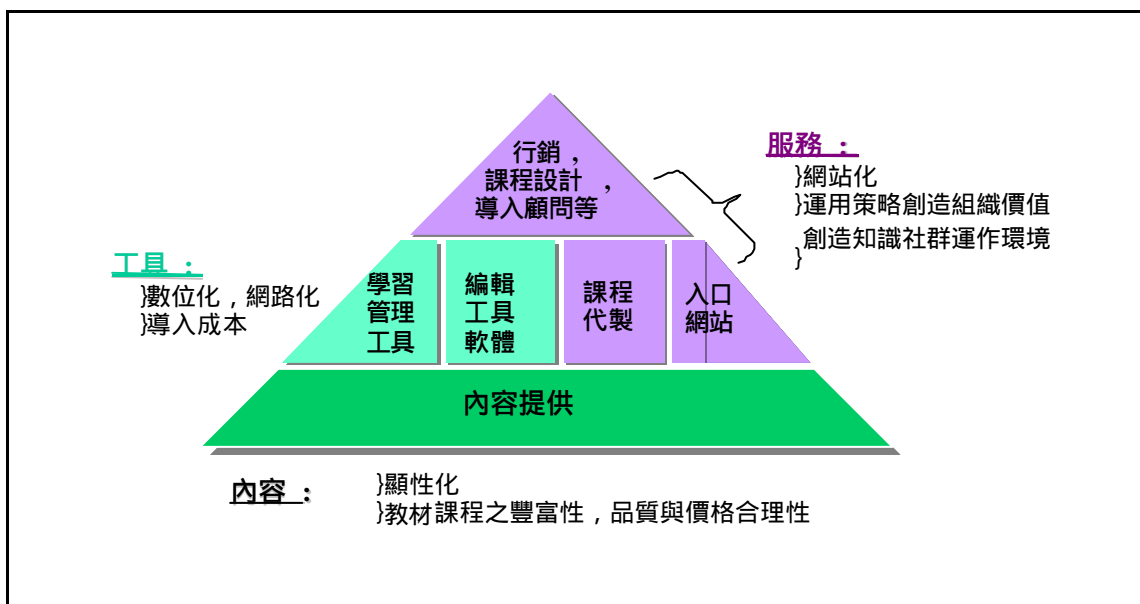 行銷，
課程設計，
導入顧問等
服務：
}網站化
}運用策略創造組織價值
}創造知識社群運作環境
工具：
}數位化，網路化
}導入成本
學習
管理
工具
編輯
工具
軟體
課程
代製
入口
網站
內容提供
內容：
}顯性化
}教材課程之豐富性，品質與價格合理性